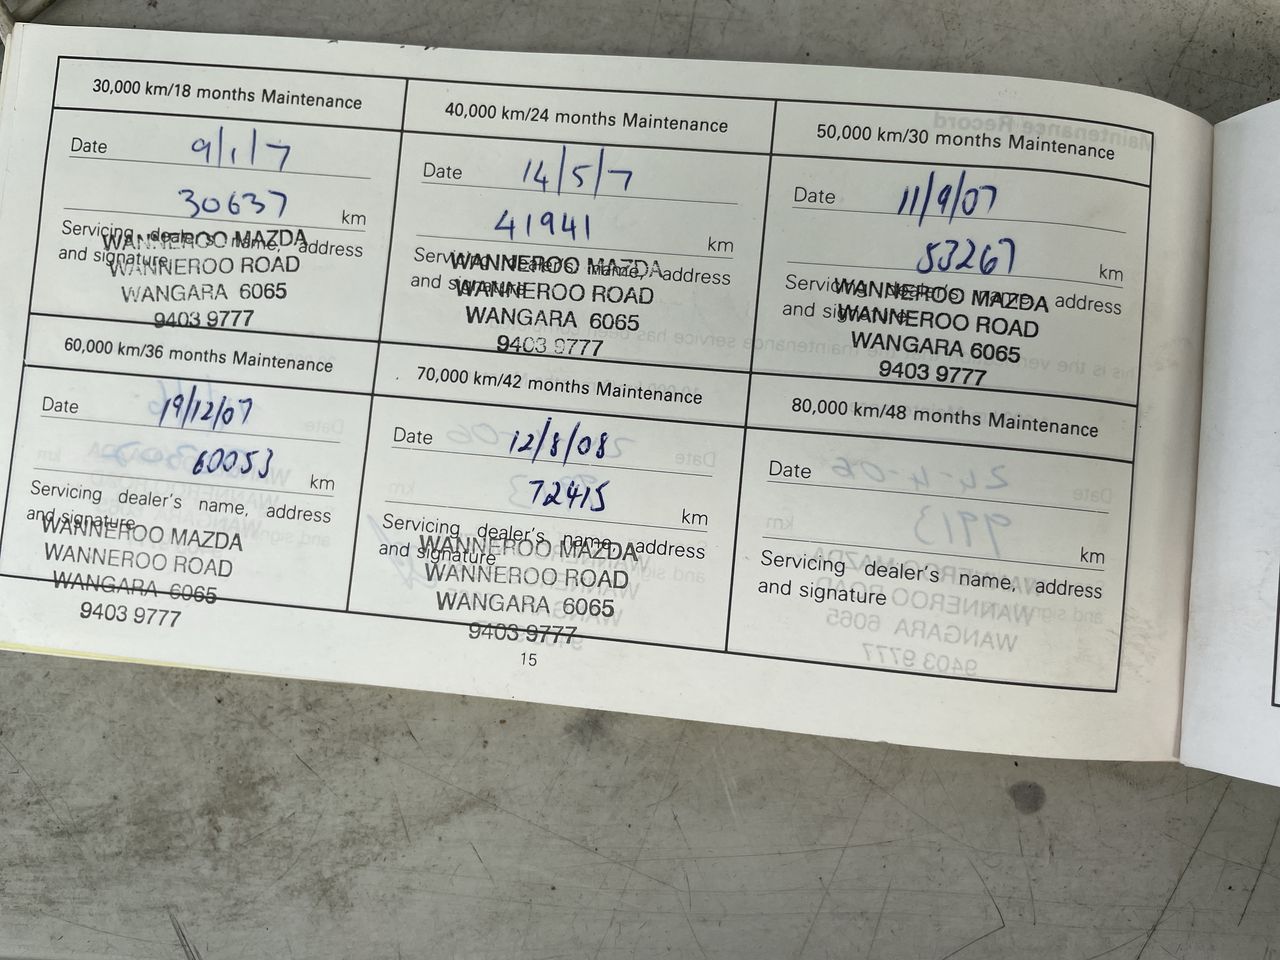 30,000 km/18 months Maintenance
Date 9/1/7
30637 km
Servicing dealer's name, address
and signature
WANNEROO MAZDA
WANNEROO ROAD
WANGARA 6065
9403 9777
40,000 km/24 months Maintenance
Date 14/5/7
41941 km
Servicing dealer's name, address
and signature
WANNEROO MAZDA
WANNEROO ROAD
WANGARA 6065
9403 9777
50,000 km/30 months Maintenance
Date 11/9/07
53267 km
Servicing dealer's name, address
and signature
WANNEROO MAZDA
WANNEROO ROAD
WANGARA 6065
9403 9777
60,000 km/36 months Maintenance
Date 19/12/07
60053 km
Servicing dealer's name, address
and signature
WANNEROO MAZDA
WANNEROO ROAD
WANGARA 6065
9403 9777
70,000 km/42 months Maintenance
Date 12/8/08
72415 km
Servicing dealer's name, address
and signature
WANNEROO MAZDA
WANNEROO ROAD
WANGARA 6065
9403 9777
80,000 km/48 months Maintenance
Date
km
Servicing dealer's name, address
and signature
15